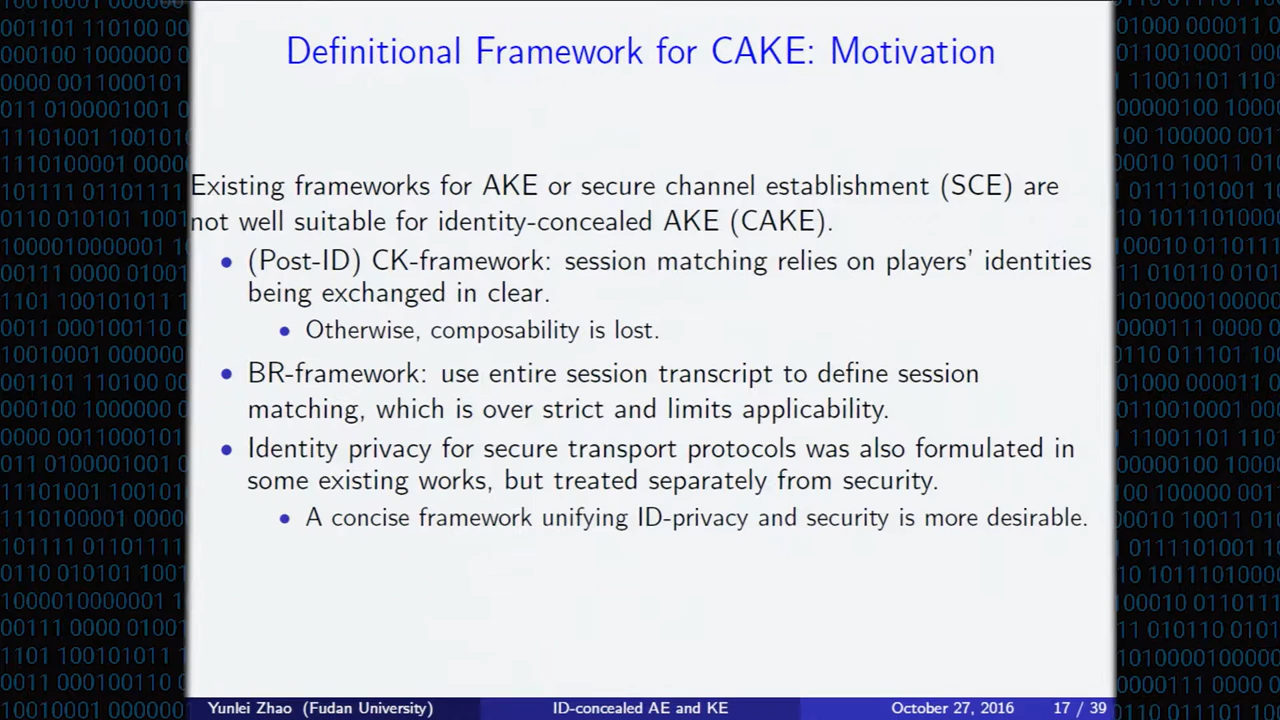 Definitional Framework for CAKE: Motivation
Existing frameworks for AKE or secure channel establishment (SCE) are
not well suitable for identity-concealed AKE (CAKE).
• (Post-ID) CK-framework: session matching relies on players' identities
being exchanged in clear.
• Otherwise, composability is lost.
• BR-framework: use entire session transcript to define session
matching, which is over strict and limits applicability.
• Identity privacy for secure transport protocols was also formulated in
some existing works, but treated separately from security.
• A concise framework unifying ID-privacy and security is more desirable.
Yunlei Zhao (Fudan University) ID-concealed AE and KE October 27, 2016 17 / 39